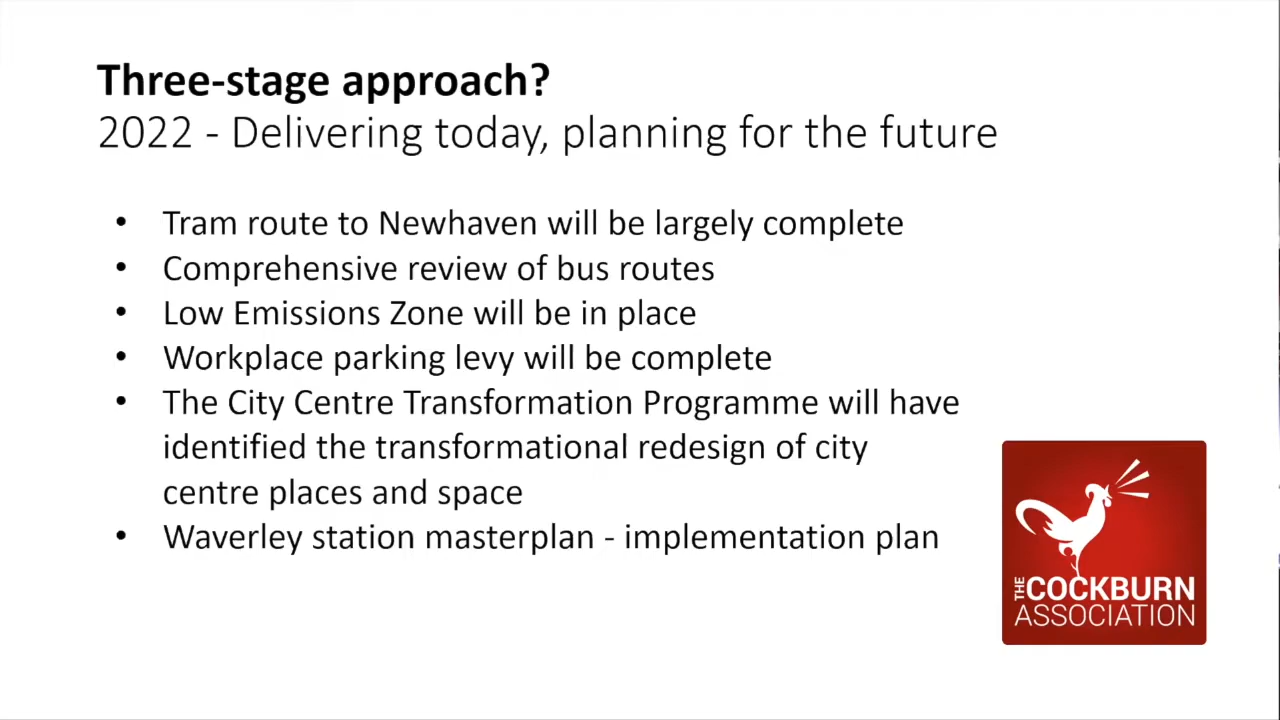 Three-stage approach?
2022 - Delivering today, planning for the future
• Tram route to Newhaven will be largely complete
• Comprehensive review of bus routes
• Low Emissions Zone will be in place
• Workplace parking levy will be complete
• The City Centre Transformation Programme will have
identified the transformational redesign of city
centre places and space
• Waverley station masterplan - implementation plan
THE COCKBURN
ASSOCIATION